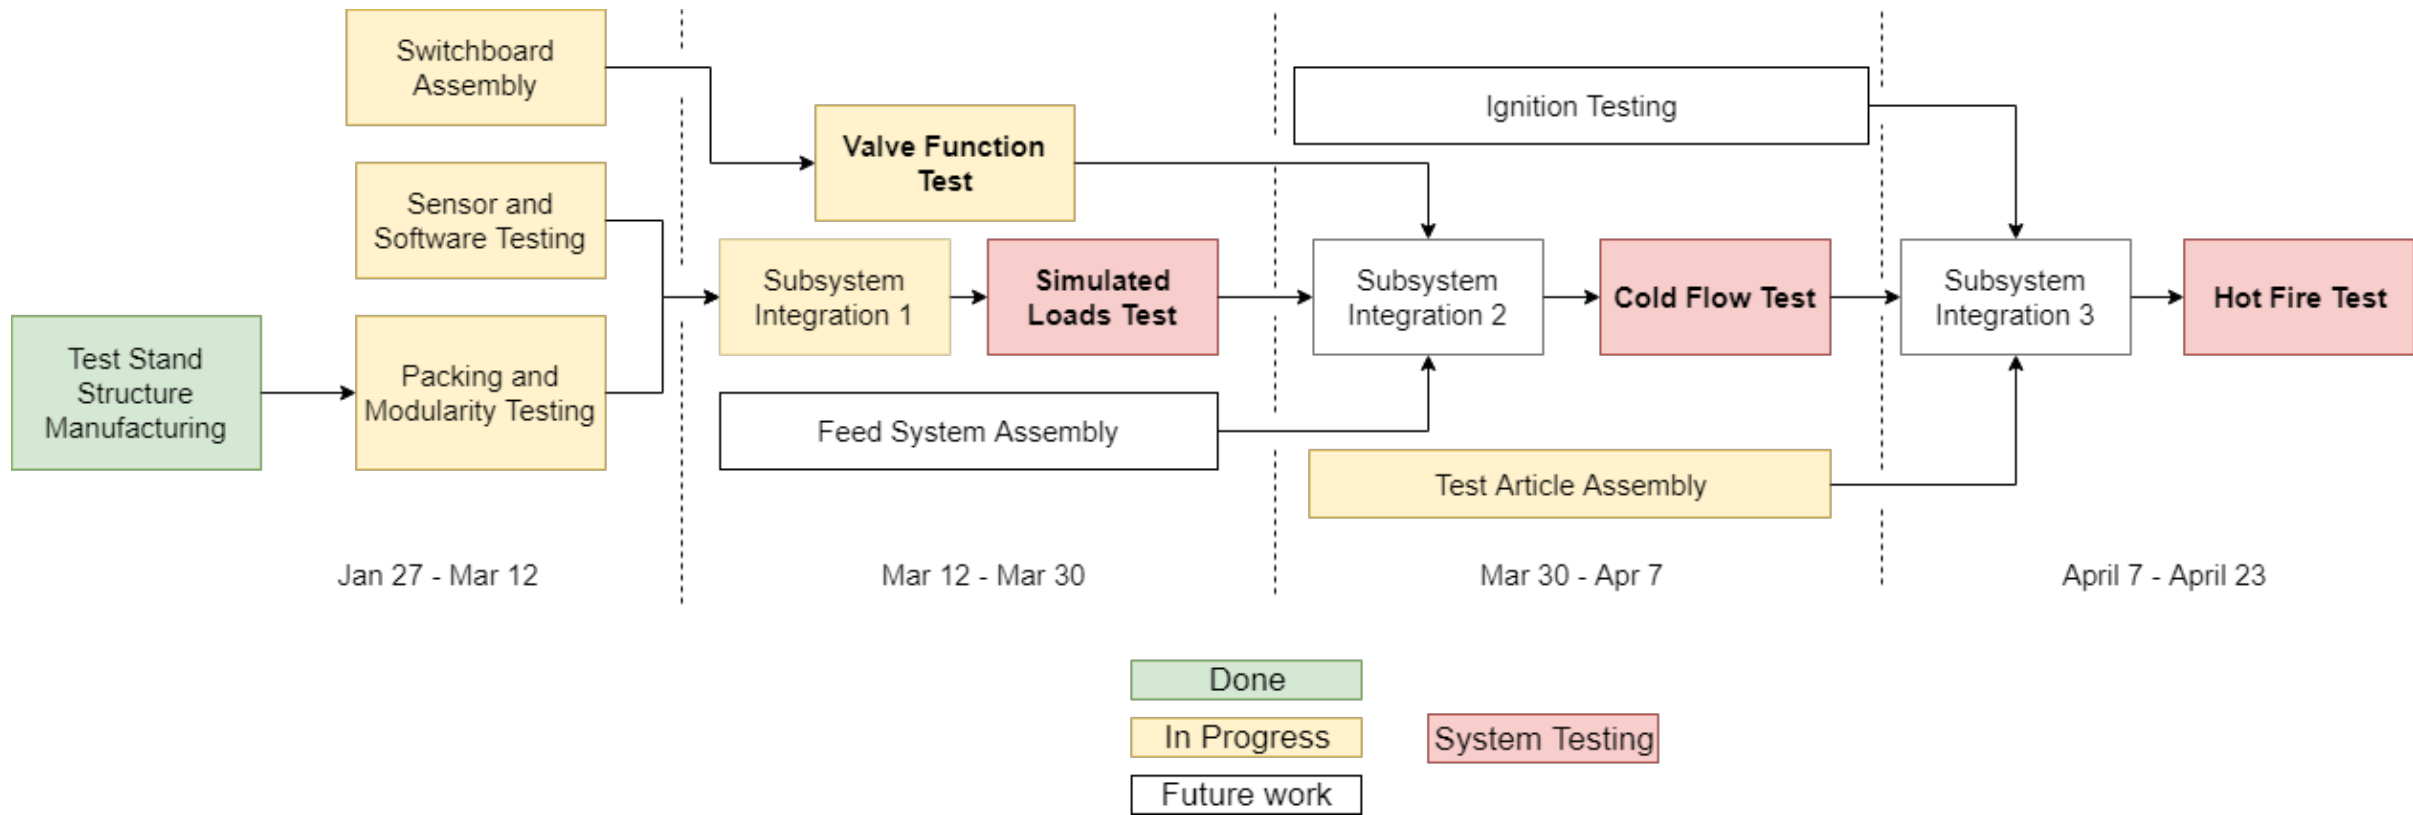 Switchboard
Assembly
Sensor and
Software Testing
Test Stand
Structure
Manufacturing
Packing and
Modularity Testing
Valve Function
Test
Subsystem
Integration 1
Simulated
Loads Test
Feed System Assembly
Ignition Testing
Subsystem
Integration 2
Cold Flow Test
Test Article Assembly
Subsystem
Integration 3
Hot Fire Test
Jan 27 - Mar 12
Mar 12 - Mar 30
Mar 30 - Apr 7
April 7 - April 23
Done
In Progress
System Testing
Future work